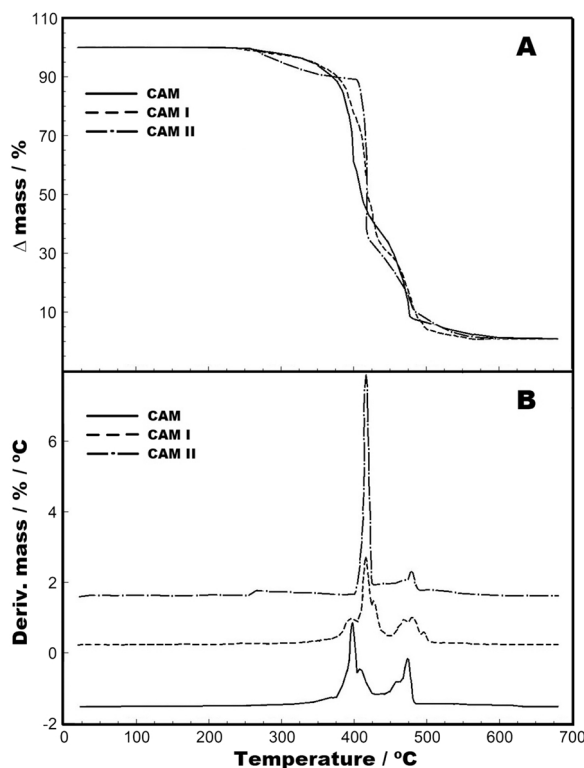 110
A
90
CAM
CAM I
CAM II
70
Δ mass / %
50
30
10
B
CAM
CAM I
CAM II
6
4
Deriv. mass / % / ºC
2
0
-2
0 100 200 300 400 500 600 700
Temperature / ºC